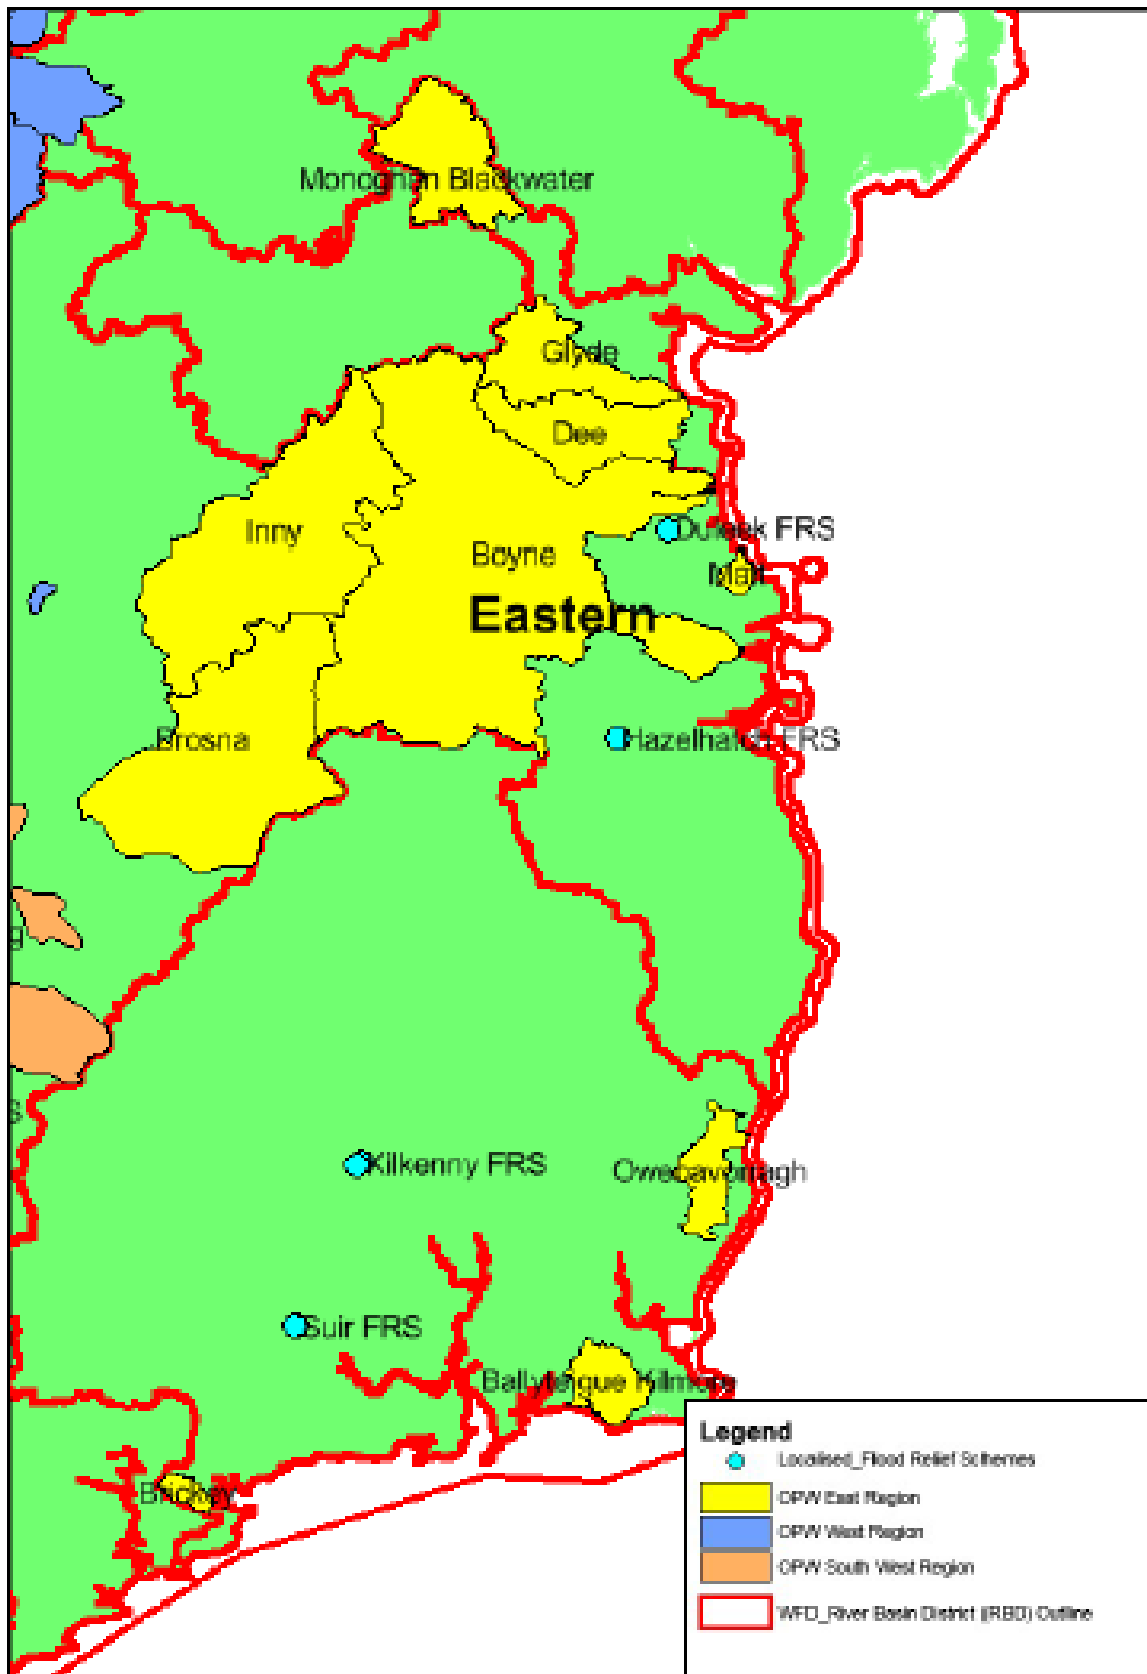 Monoghan Blackwater
Glyde
Dee
Inny
Duleek FRS
Boyne
Matt
Eastern
Brosna
Hazelhatch FRS
g
s
Kilkenny FRS
Owenavorragh
Suir FRS
Ballyteigue Kilmore
Brickey
Legend
Localised_Flood Relief Schemes
OPW East Region
OPW West Region
OPW South West Region
WFD_River Basin District (RBD) Outline